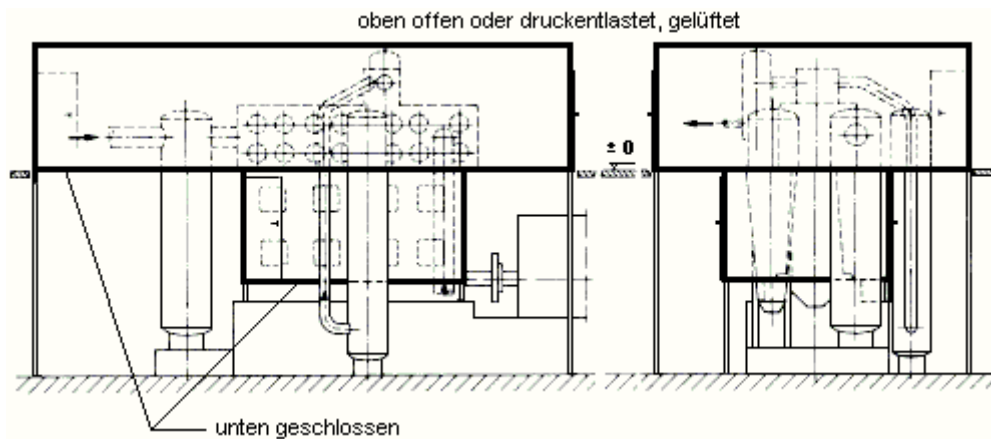 oben offen oder druckentlastet, gelüftet
± 0
unten geschlossen